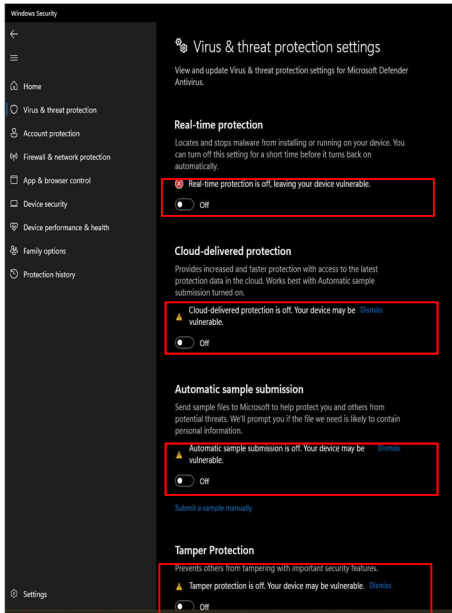 Windows Security
Virus & threat protection settings
View and update Virus & threat protection settings for Microsoft Defender
Antivirus.
Home
Virus & threat protection
Account protection
Firewall & network protection
App & browser control
Device security
Device performance & health
Family options
Protection history
Settings
Real-time protection
Locates and stops malware from installing or running on your device. You
can turn off this setting for a short time before it turns back on
automatically.
Real-time protection is off, leaving your device vulnerable.
Off
Cloud-delivered protection
Provides increased and faster protection with access to the latest
protection data in the cloud. Works best with Automatic sample
submission turned on.
Cloud-delivered protection is off. Your device may be Dismiss
vulnerable.
Off
Automatic sample submission
Send sample files to Microsoft to help protect you and others from
potential threats. We'll prompt you if the file we need is likely to contain
personal information.
Automatic sample submission is off. Your device may be Dismiss
vulnerable.
Off
Submit a sample manually
Tamper Protection
Prevents others from tampering with important security features.
Tamper protection is off. Your device may be vulnerable. Dismiss
Off